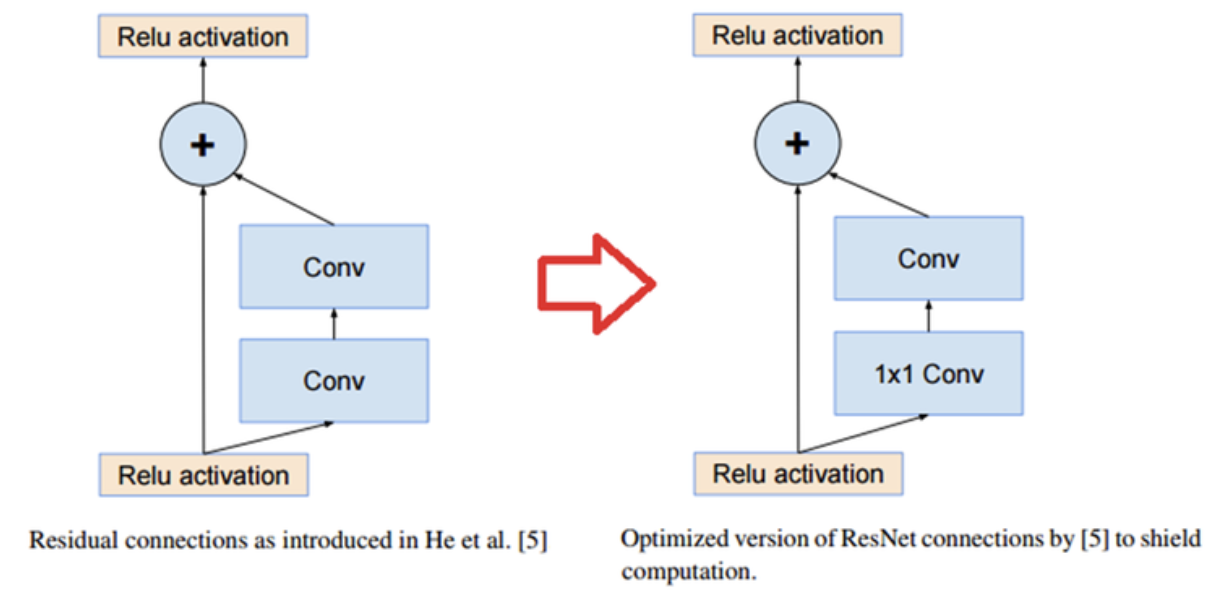 Relu activation
+
Conv
Conv
Relu activation
Residual connections as introduced in He et al. [5]
Relu activation
+
Conv
1x1 Conv
Relu activation
Optimized version of ResNet connections by [5] to shield
computation.